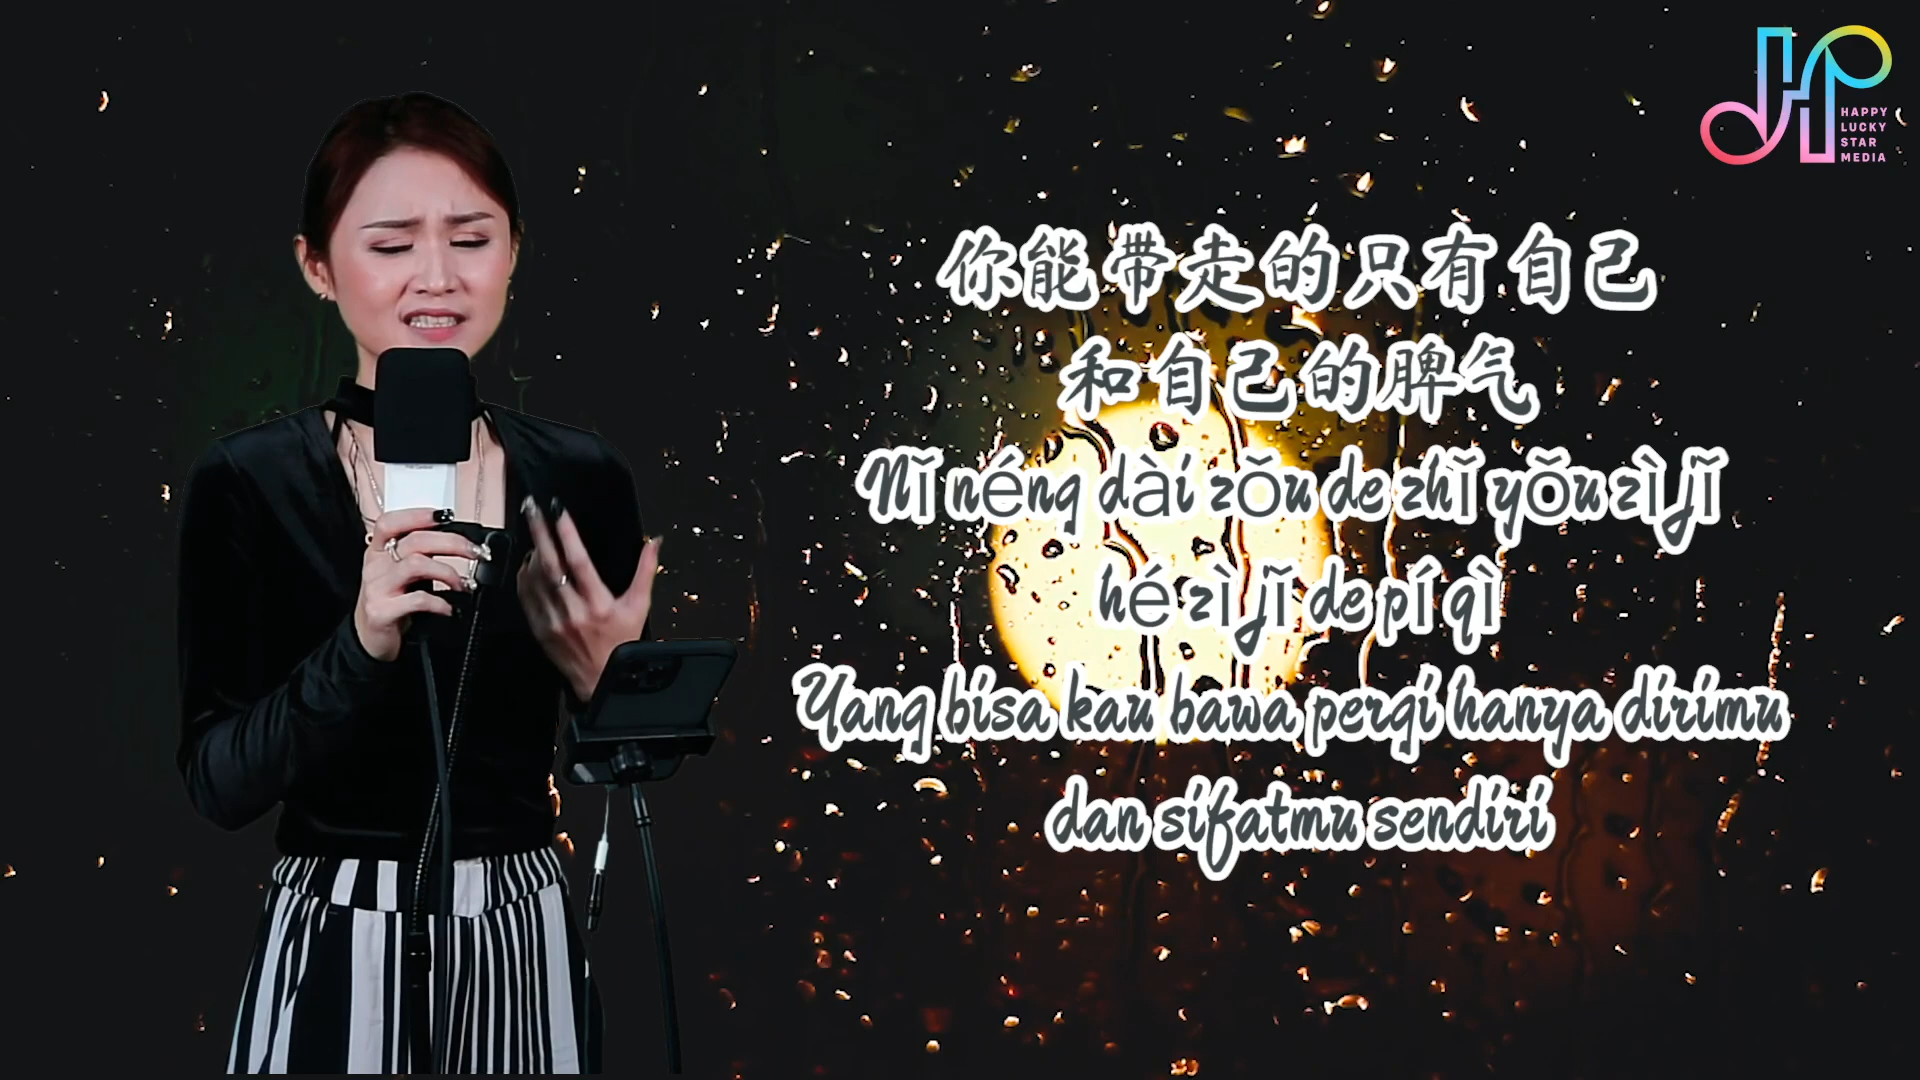 HAPPY
LUCKY
STAR
MEDIA
你能带走的只有自己
和自己的脾气
Nǐ néng dài zǒu de zhǐ yǒu zì jǐ
hé zì jǐ de pí qì
Yang bisa kau bawa pergi hanya dirimu
dan sifatmu sendiri